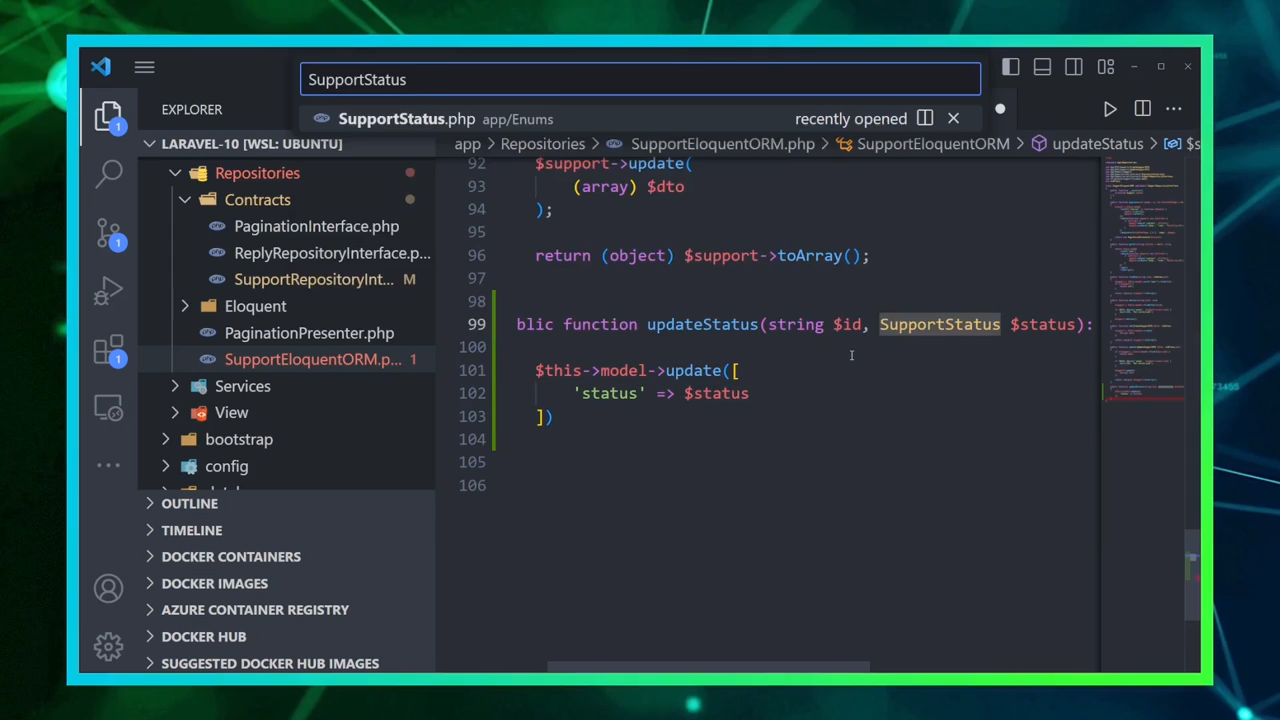 SupportStatus
SupportStatus.php app/Enums recently opened
EXPLORER
LARAVEL-10 [WSL: UBUNTU]
Repositories
Contracts
PaginationInterface.php
ReplyRepositoryInterface.p...
SupportRepositoryInt... M
Eloquent
PaginationPresenter.php
SupportEloquentORM.p... 1
Services
View
bootstrap
config
OUTLINE
TIMELINE
DOCKER CONTAINERS
DOCKER IMAGES
AZURE CONTAINER REGISTRY
DOCKER HUB
SUGGESTED DOCKER HUB IMAGES
1
1
1
app > Repositories > SupportEloquentORM.php > SupportEloquentORM > updateStatus > $s
92 $support->update(
93 (array) $dto
94 );
95
96 return (object) $support->toArray();
97
98
99 blic function updateStatus(string $id, SupportStatus $status):
100
101 $this->model->update([
102 'status' => $status
103 ])
104
105
106